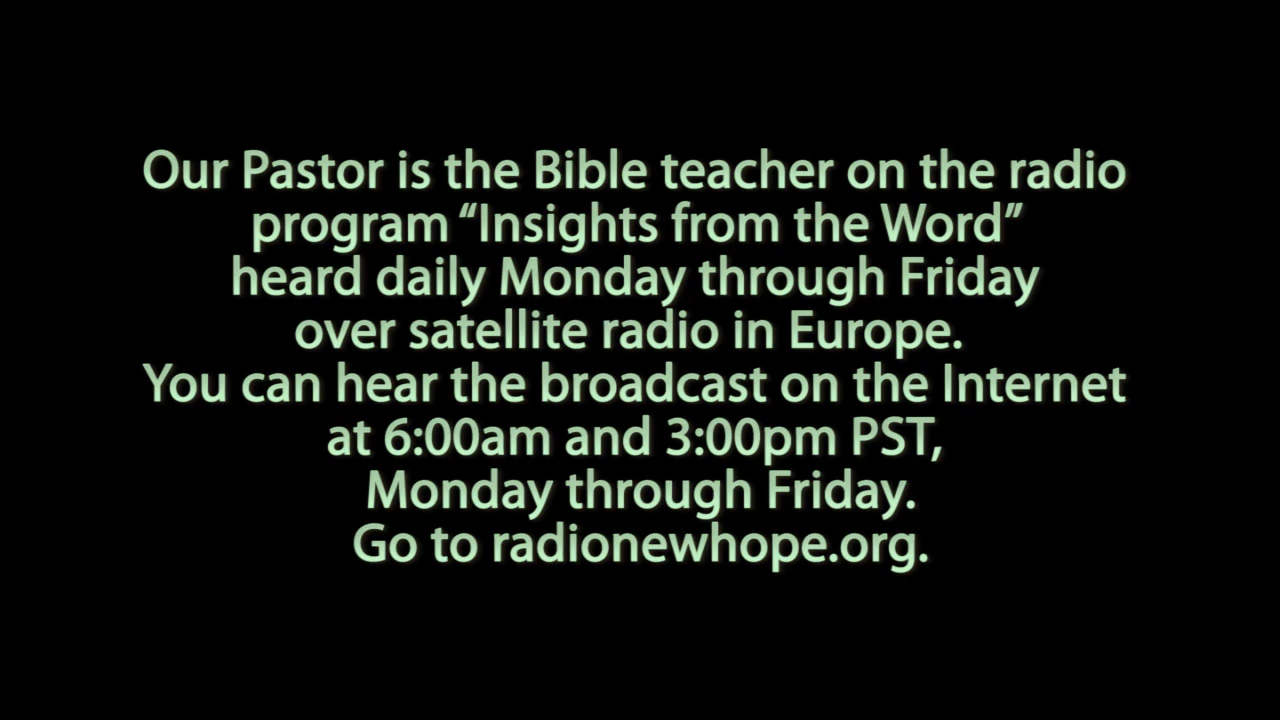 Our Pastor is the Bible teacher on the radio
program “Insights from the Word”
heard daily Monday through Friday
over satellite radio in Europe.
You can hear the broadcast on the Internet
at 6:00am and 3:00pm PST,
Monday through Friday.
Go to radionewhope.org.